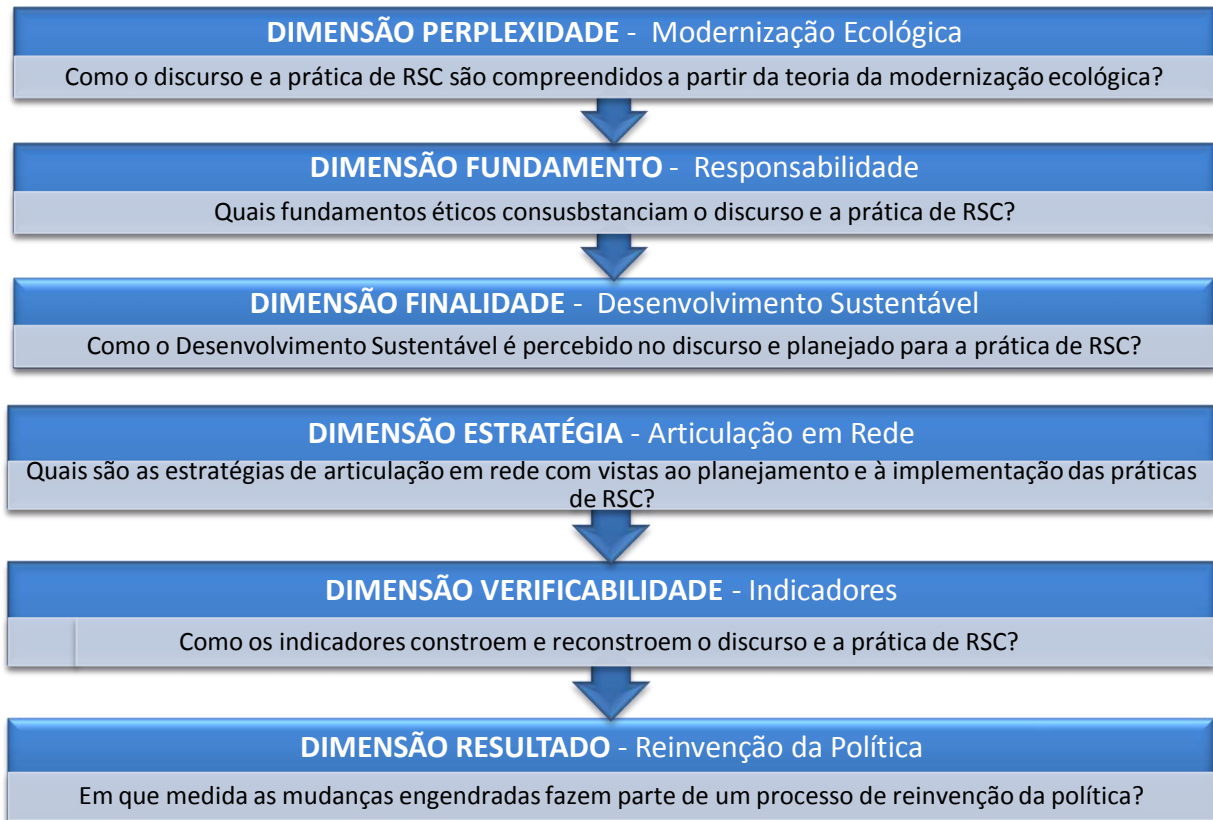 DIMENSÃO PERPLEXIDADE - Modernização Ecológica
Como o discurso e a prática de RSC são compreendidos a partir da teoria da modernização ecológica?
DIMENSÃO FUNDAMENTO - Responsabilidade
Quais fundamentos éticos consusbstanciam o discurso e a prática de RSC?
DIMENSÃO FINALIDADE - Desenvolvimento Sustentável
Como o Desenvolvimento Sustentável é percebido no discurso e planejado para a prática de RSC?
DIMENSÃO ESTRATÉGIA - Articulação em Rede
Quais são as estratégias de articulação em rede com vistas ao planejamento e à implementação das práticas
de RSC?
DIMENSÃO VERIFICABILIDADE - Indicadores
Como os indicadores constroem e reconstroem o discurso e a prática de RSC?
DIMENSÃO RESULTADO - Reinvenção da Política
Em que medida as mudanças engendradas fazem parte de um processo de reinvenção da política?